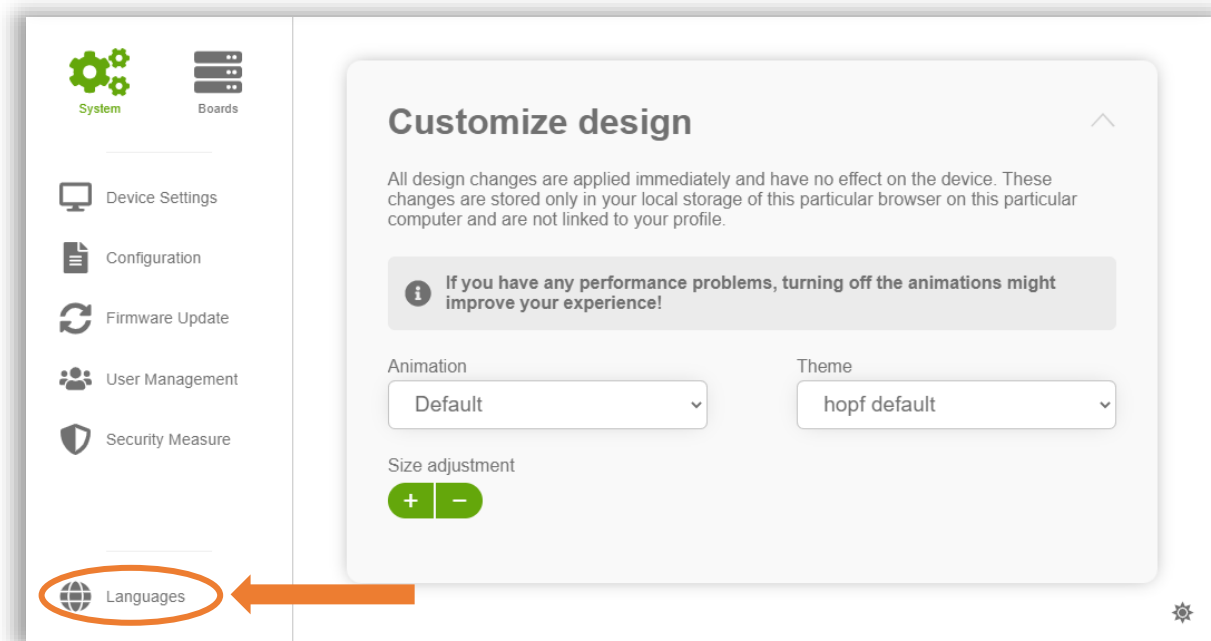 System
Boards
Device Settings
Configuration
Firmware Update
User Management
Security Measure
Languages
Customize design
All design changes are applied immediately and have no effect on the device. These
changes are stored only in your local storage of this particular browser on this particular
computer and are not linked to your profile.
If you have any performance problems, turning off the animations might
improve your experience!
Animation
Theme
Default
hopf default
Size adjustment
+ −